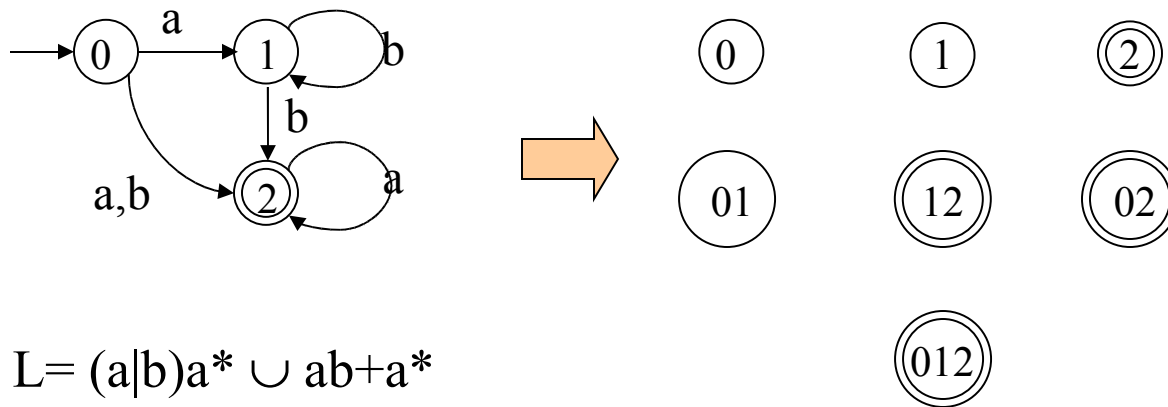 a
0 1 b
b
a,b 2 a
0 1 2
01 12 02
012
L= (a|b)a* ∪ ab+a*